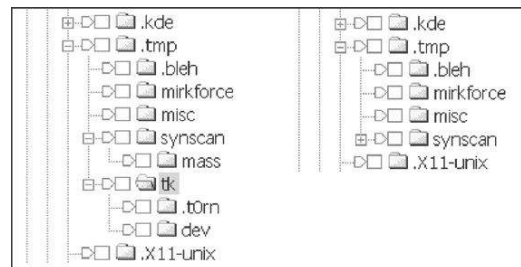 .kde
.tmp
.bleh
mirkforce
misc
synscan
mass
tk
.t0rn
dev
.X11-unix
.kde
.tmp
.bleh
mirkforce
misc
synscan
.X11-unix